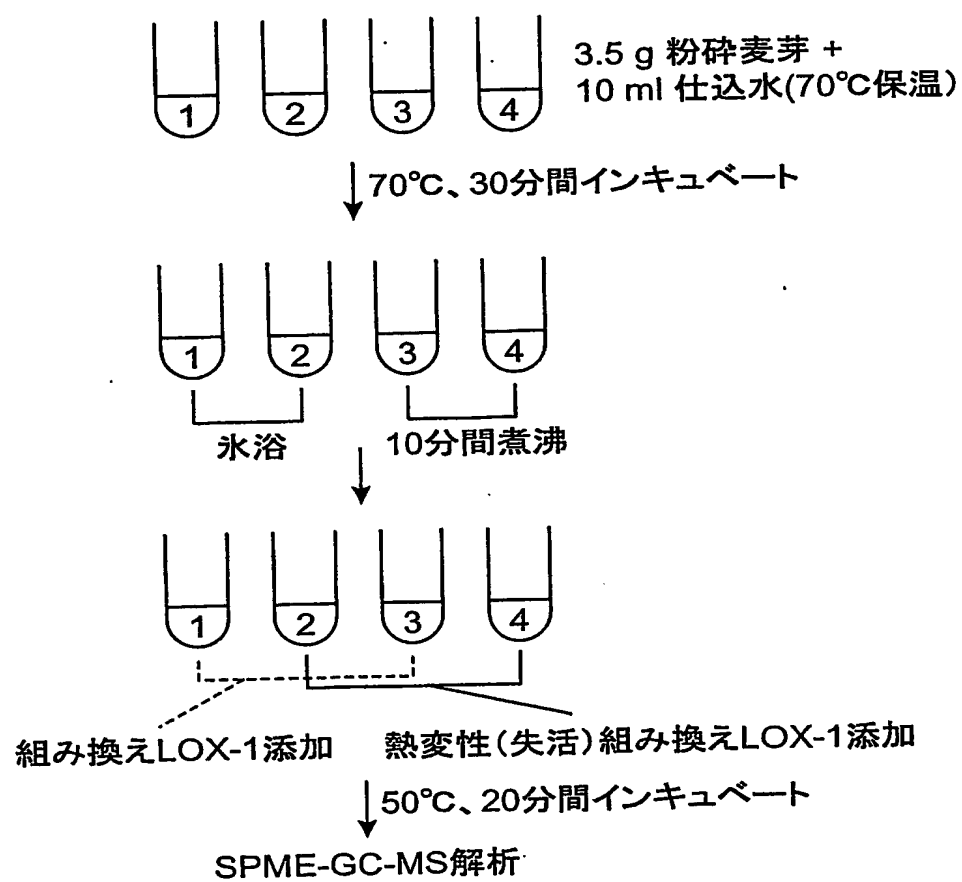 1 2 3 4
3.5 g 粉砕麦芽 +
10 ml 仕込水(70℃保温)
70℃、30分間インキュベート
1 2 3 4
氷浴
10分間煮沸
1 2 3 4
組み換えLOX-1添加
熱変性(失活)組み換えLOX-1添加
50℃、20分間インキュベート
SPME-GC-MS解析